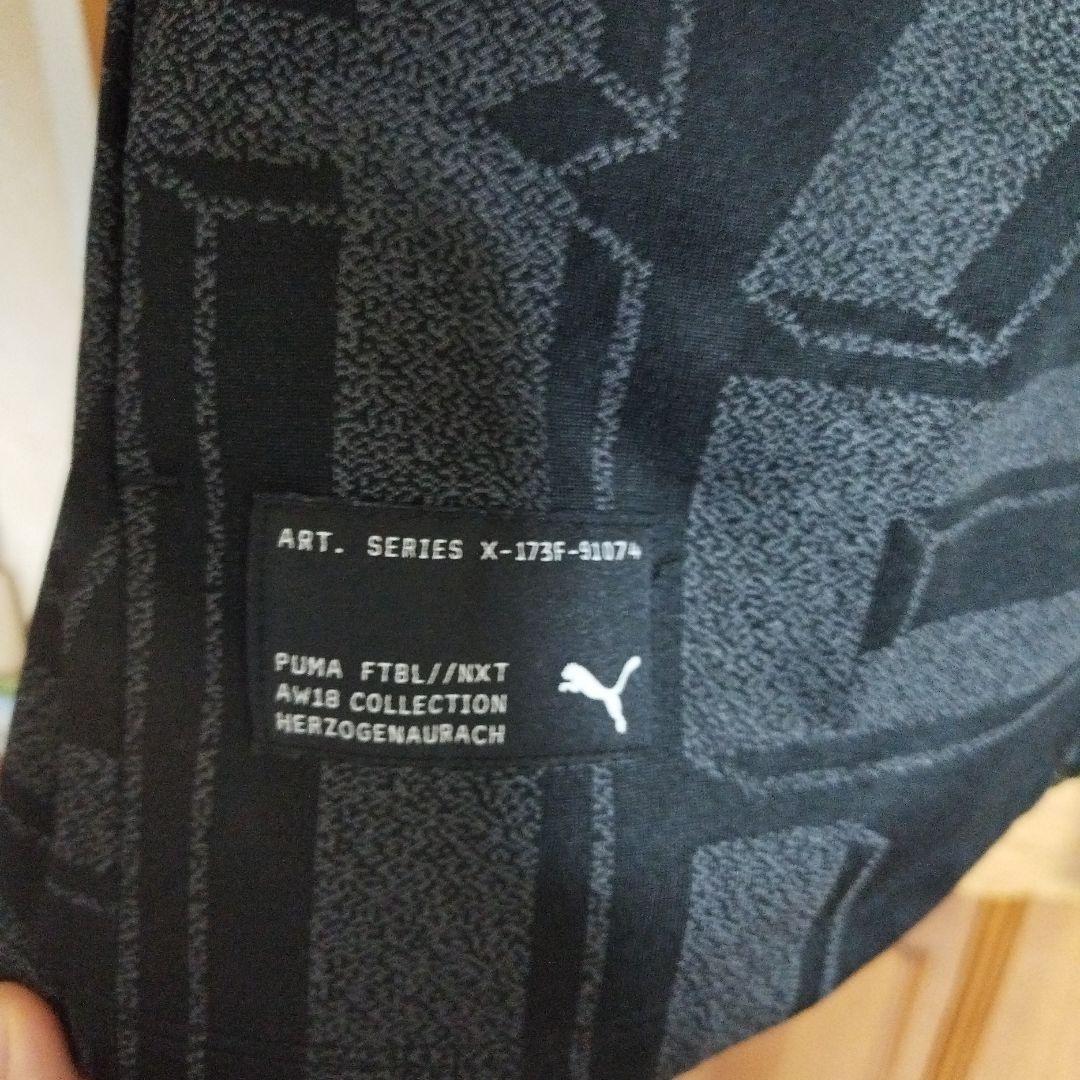 ART. SERIES X-173F-91074
PUMA FTBL//NXT
AW18 COLLECTION
HERZOGENAURACH